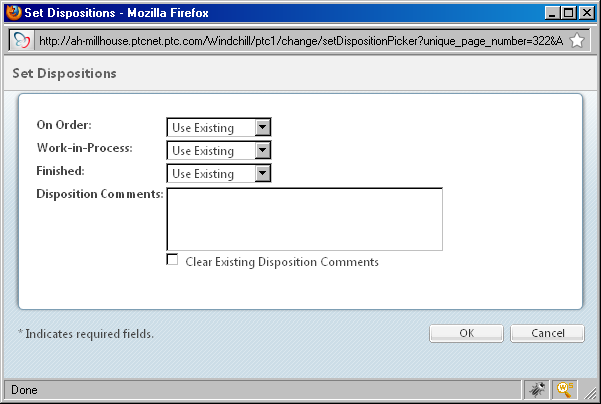 Set Dispositions - Mozilla Firefox
http://ah-millhouse.ptcnet.ptc.com/Windchill/ptc1/change/setDispositionPicker?unique_page_number=322&A
Set Dispositions
On Order: Use Existing
Work-in-Process: Use Existing
Finished: Use Existing
Disposition Comments:
Clear Existing Disposition Comments
* Indicates required fields. OK Cancel
Done